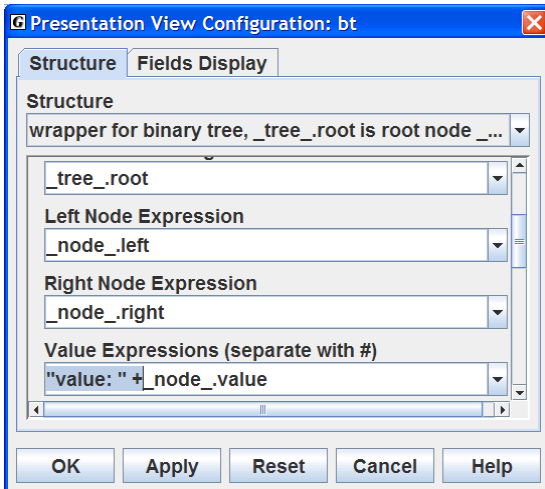 Presentation View Configuration: bt
Structure Fields Display
Structure
wrapper for binary tree, _tree_.root is root node _...
_tree_.root
Left Node Expression
_node_.left
Right Node Expression
_node_.right
Value Expressions (separate with #)
"value: " +_node_.value
OK Apply Reset Cancel Help